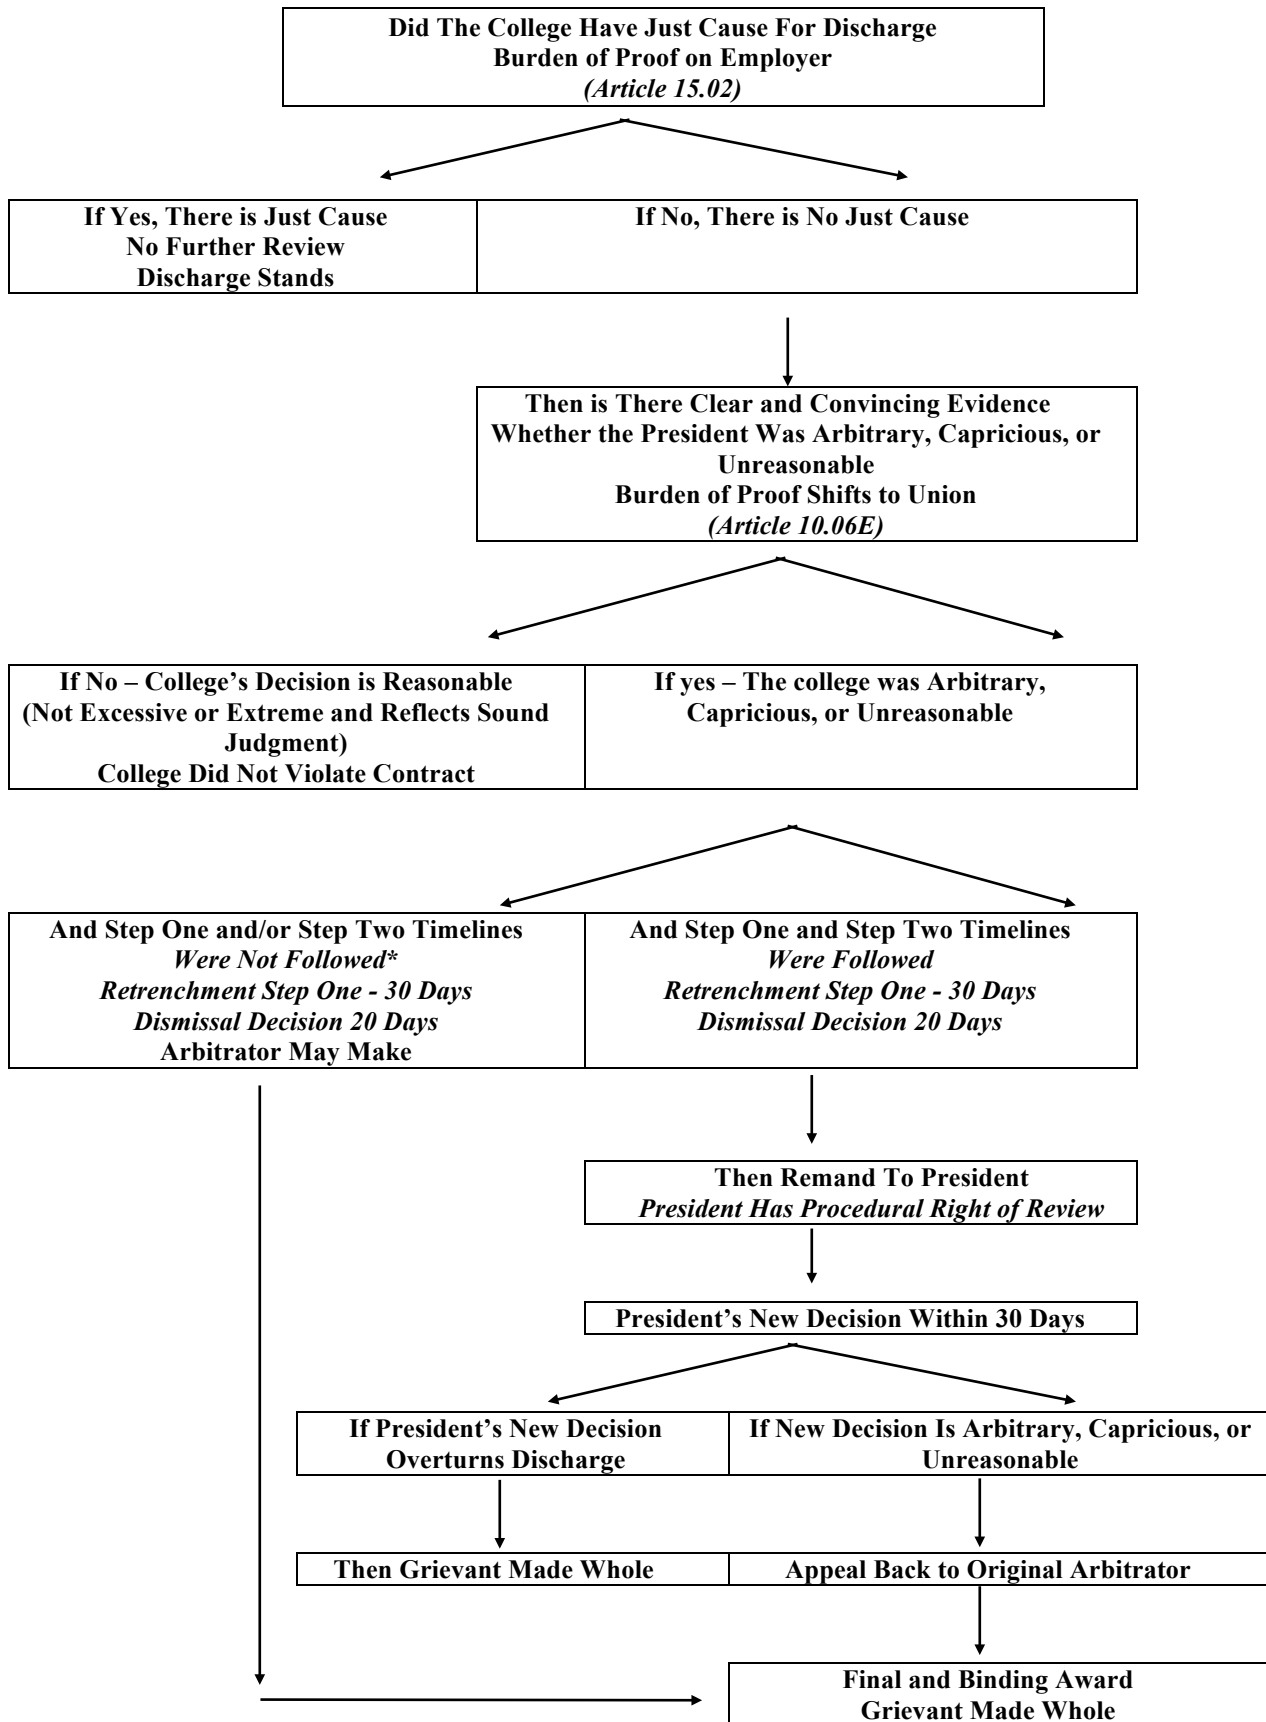 Did The College Have Just Cause For Discharge
Burden of Proof on Employer
(Article 15.02)
If Yes, There is Just Cause
No Further Review
Discharge Stands
If No, There is No Just Cause
Then is There Clear and Convincing Evidence
Whether the President Was Arbitrary, Capricious, or
Unreasonable
Burden of Proof Shifts to Union
(Article 10.06E)
If No – College’s Decision is Reasonable
(Not Excessive or Extreme and Reflects Sound
Judgment)
College Did Not Violate Contract
If yes – The college was Arbitrary,
Capricious, or Unreasonable
And Step One and/or Step Two Timelines
Were Not Followed*
Retrenchment Step One - 30 Days
Dismissal Decision 20 Days
Arbitrator May Make
And Step One and Step Two Timelines
Were Followed
Retrenchment Step One - 30 Days
Dismissal Decision 20 Days
Then Remand To President
President Has Procedural Right of Review
President’s New Decision Within 30 Days
If President’s New Decision
Overturns Discharge
If New Decision Is Arbitrary, Capricious, or
Unreasonable
Then Grievant Made Whole
Appeal Back to Original Arbitrator
Final and Binding Award
Grievant Made Whole